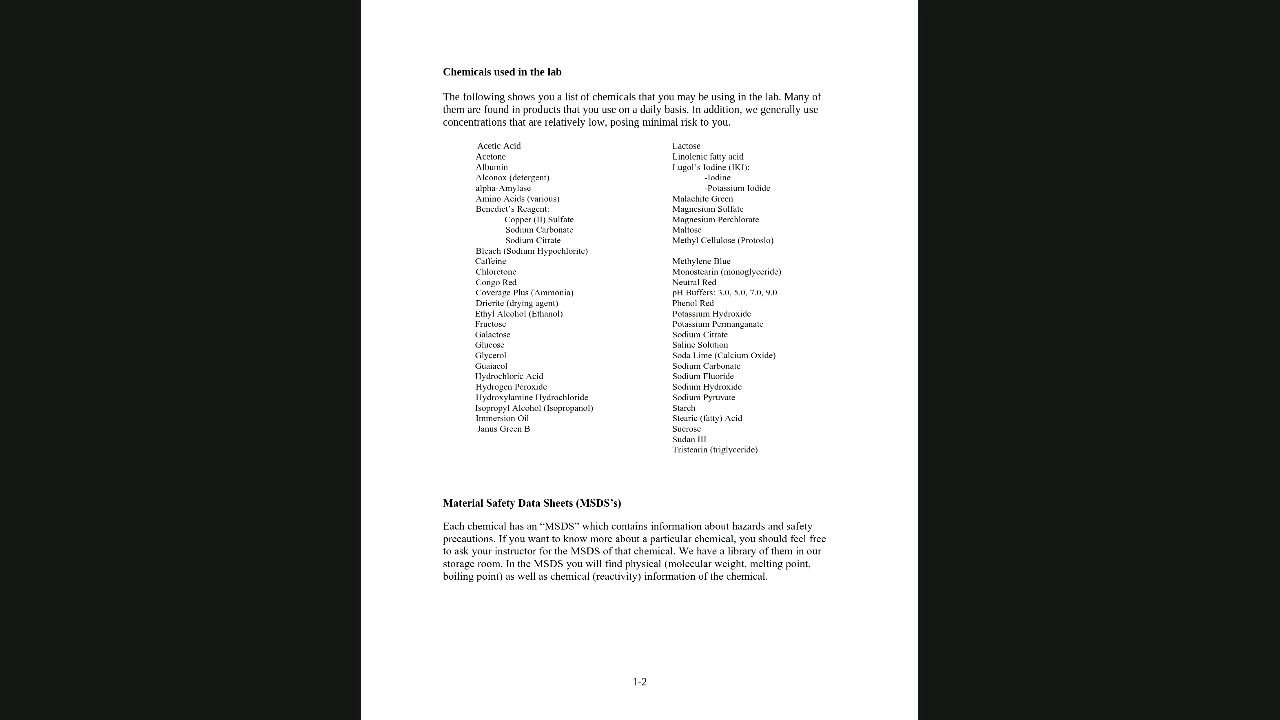 Chemicals used in the lab
The following shows you a list of chemicals that you may be using in the lab. Many of
them are found in products that you use on a daily basis. In addition, we generally use
concentrations that are relatively low, posing minimal risk to you.
Acetic Acid
Acetone
Albumin
Alconox (detergent)
alpha-Amylase
Amino Acids (various)
Benedict's Reagent:
Copper (II) Sulfate
Sodium Carbonate
Sodium Citrate
Bleach (Sodium Hypochlorite)
Caffeine
Chloretone
Congo Red
Coverage Plus (Ammonia)
Drierite (drying agent)
Ethyl Alcohol (Ethanol)
Fructose
Galactose
Glucose
Glycerol
Guaiacol
Hydrochloric Acid
Hydrogen Peroxide
Hydroxylamine Hydrochloride
Isopropyl Alcohol (Isopropanol)
Immersion Oil
Janus Green B
Lactose
Linolenic fatty acid
Lugol's Iodine (IKI):
-Iodine
-Potassium Iodide
Malachite Green
Magnesium Sulfate
Magnesium Perchlorate
Maltose
Methyl Cellulose (Protoslo)
Methylene Blue
Monostearin (monoglyceride)
Neutral Red
pH Buffers: 3.0, 5.0, 7.0, 9.0
Phenol Red
Potassium Hydroxide
Potassium Permanganate
Sodium Citrate
Saline Solution
Soda Lime (Calcium Oxide)
Sodium Carbonate
Sodium Fluoride
Sodium Hydroxide
Sodium Pyruvate
Starch
Stearic (fatty) Acid
Sucrose
Sudan III
Tristearin (triglyceride)
Material Safety Data Sheets (MSDS's)
Each chemical has an “MSDS” which contains information about hazards and safety
precautions. If you want to know more about a particular chemical, you should feel free
to ask your instructor for the MSDS of that chemical. We have a library of them in our
storage room. In the MSDS you will find physical (molecular weight, melting point,
boiling point) as well as chemical (reactivity) information of the chemical.
1-2